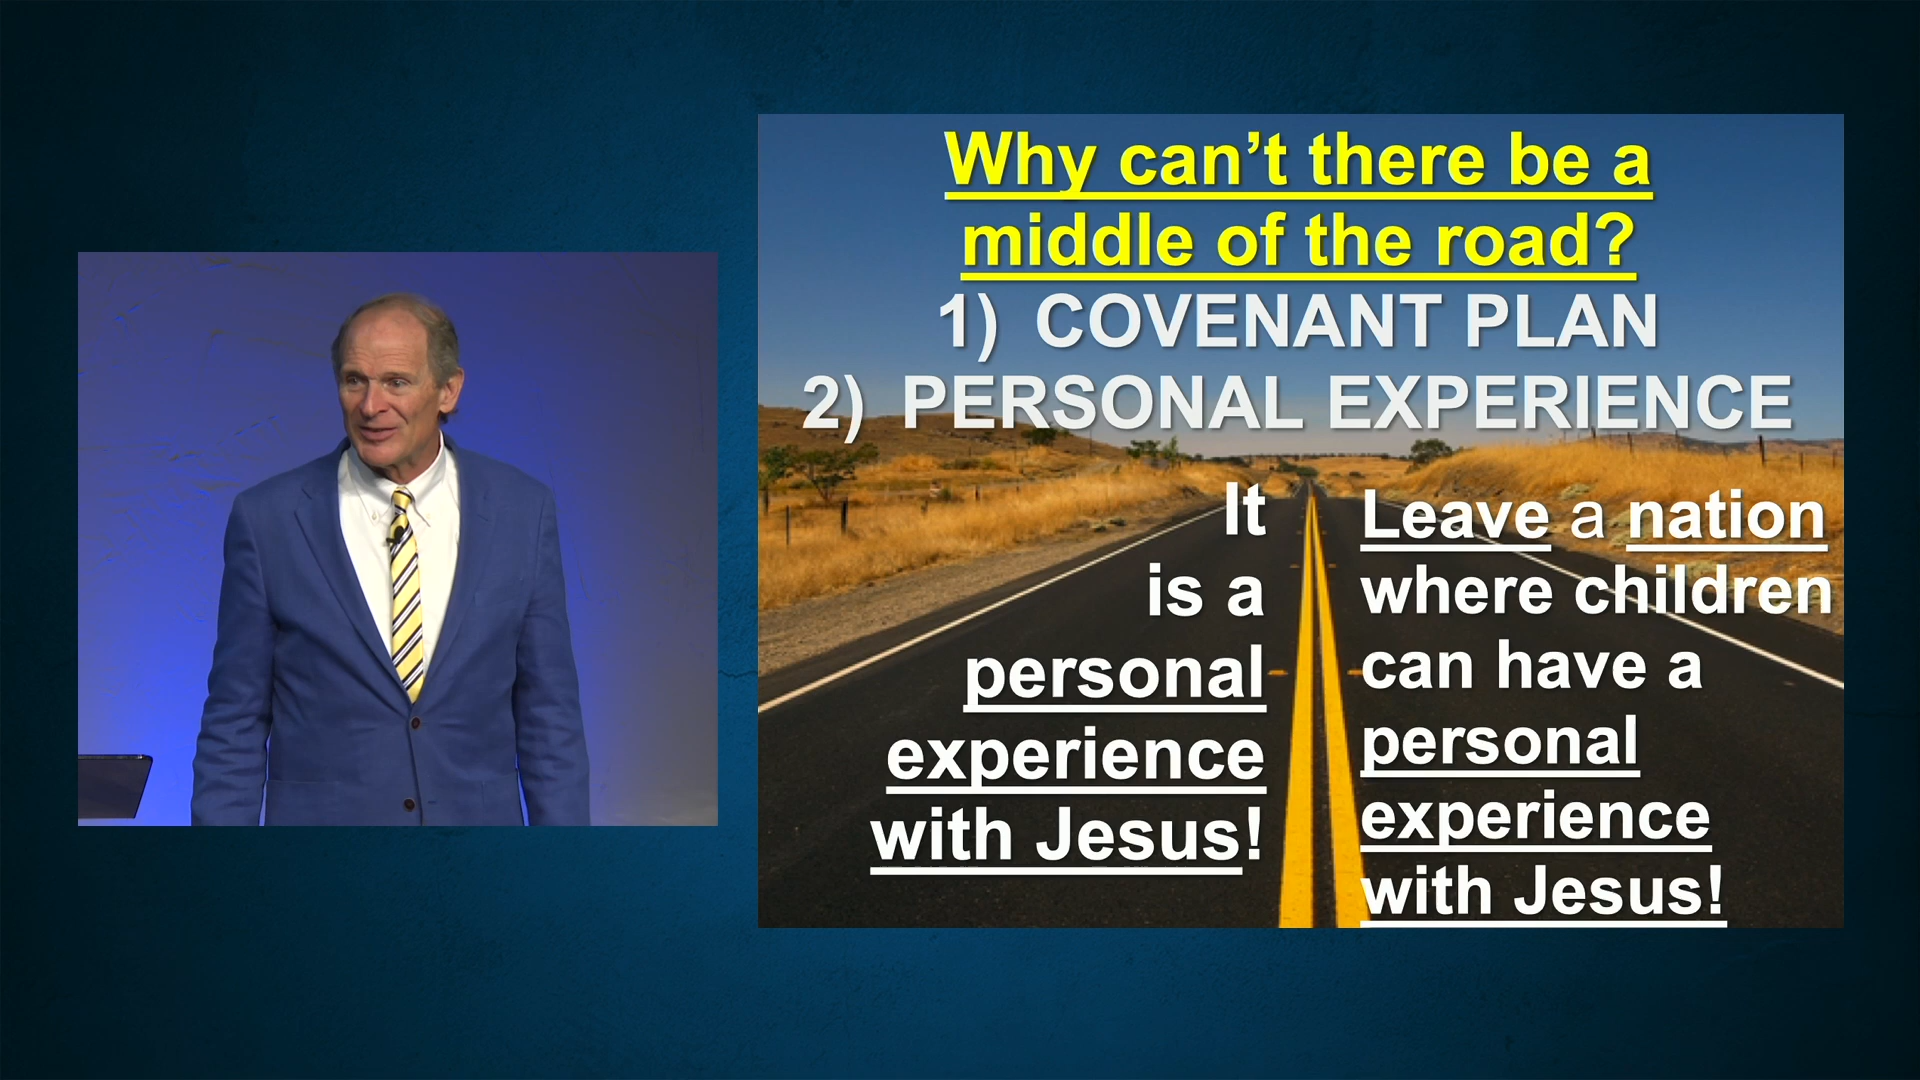 Why can’t there be a
middle of the road?
1) COVENANT PLAN
2) PERSONAL EXPERIENCE
It
is a
personal
experience
with Jesus!
Leave a nation
where children
can have a
personal
experience
with Jesus!